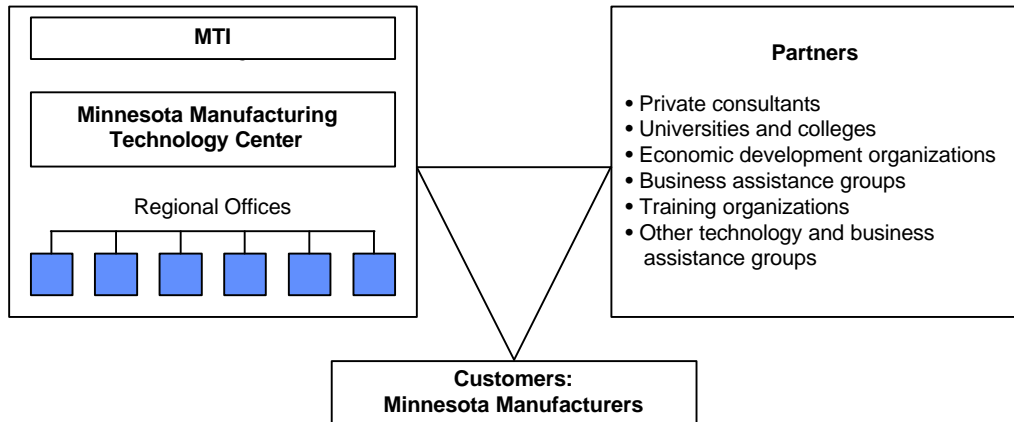 MTI
Minnesota Manufacturing
Technology Center
Regional Offices
Partners
• Private consultants
• Universities and colleges
• Economic development organizations
• Business assistance groups
• Training organizations
• Other technology and business
assistance groups
Customers:
Minnesota Manufacturers